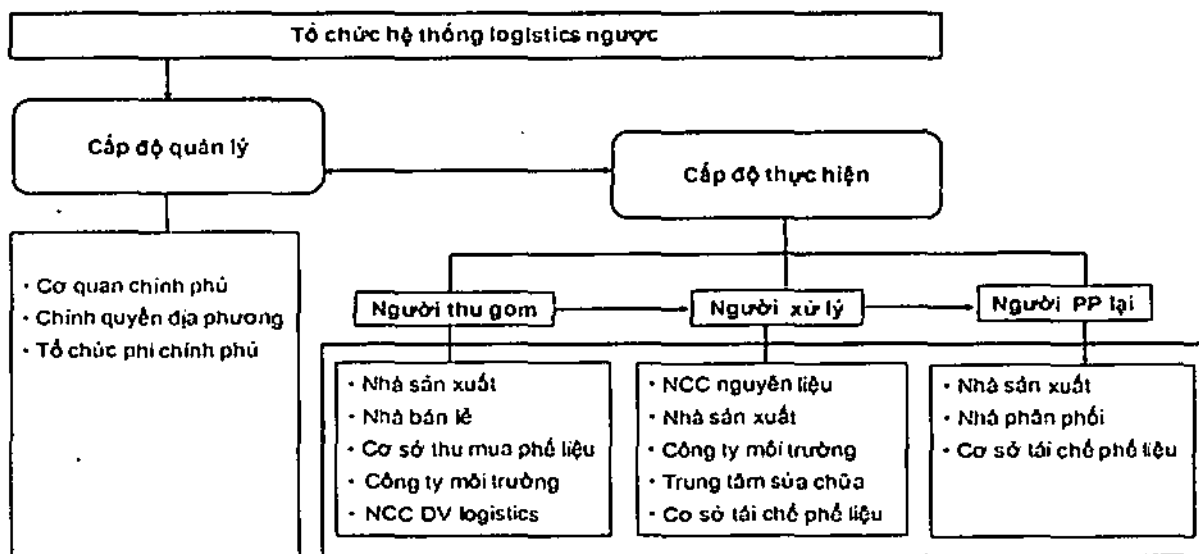 Tổ chức hệ thống logistics ngược
Cấp độ quản lý
Cấp độ thực hiện
• Cơ quan chính phủ
• Chính quyền địa phương
• Tổ chức phi chính phủ
Người thu gom
Người xử lý
Người PP lại
• Nhà sản xuất
• Nhà bán lẻ
• Cơ sở thu mua phế liệu
• Công ty môi trường
• NCC DV logistics
• NCC nguyên liệu
• Nhà sản xuất
• Công ty môi trường
• Trung tâm sửa chữa
• Cơ sở tái chế phế liệu
• Nhà sản xuất
• Nhà phân phối
• Cơ sở tái chế phế liệu